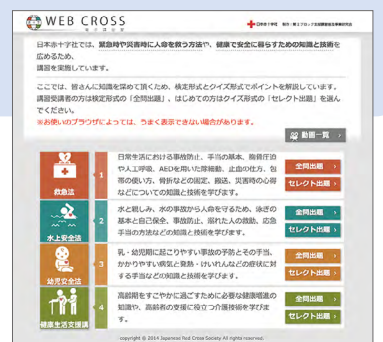 WEB CROSS
電子講習室
日本赤十字社
日本赤十字社では、緊急時や災害時に人命を救う方法や、健康で安全に暮らすための知識と技術を
広めるため、
講習を実施しています。
ここでは、皆さんに知識を深めて頂くため、検定形式とクイズ形式でポイントを解説しています。
講習受講者の方は検定形式の「全問出題」、はじめての方はクイズ形式の「セレクト出題」を選ん
でください。
※お使いのブラウザによっては、うまく表示できない場合があります。
動画一覧
救急法
1
日常生活における事故防止、手当の基本、胸骨圧迫
や人工呼吸、AEDを用いた除細動、止血の仕方、包
帯の使い方、骨折などの固定、搬送、災害時の心得
などについての知識と技術を学びます。
全問出題
セレクト出題
水上安全法
2
水と親しみ、水の事故から人命を守るため、泳ぎの
基本と自己保全、事故防止、溺れた人の救助、応急
手当の方法などの知識と技術を学びます。
全問出題
セレクト出題
幼児安全法
3
乳・幼児期に起こりやすい事故の予防とその手当、
かかりやすい病気と発熱・けいれんなどの症状に対
する手当などの知識と技術を学びます。
全問出題
セレクト出題
健康生活支援講
4
高齢期をすこやかに過ごすために必要な健康増進の
知識や、高齢者の支援に役立つ介護技術を学びま
す。
全問出題
セレクト出題
copyright © 2014 Japanese Red Cross Society All rights reserved.